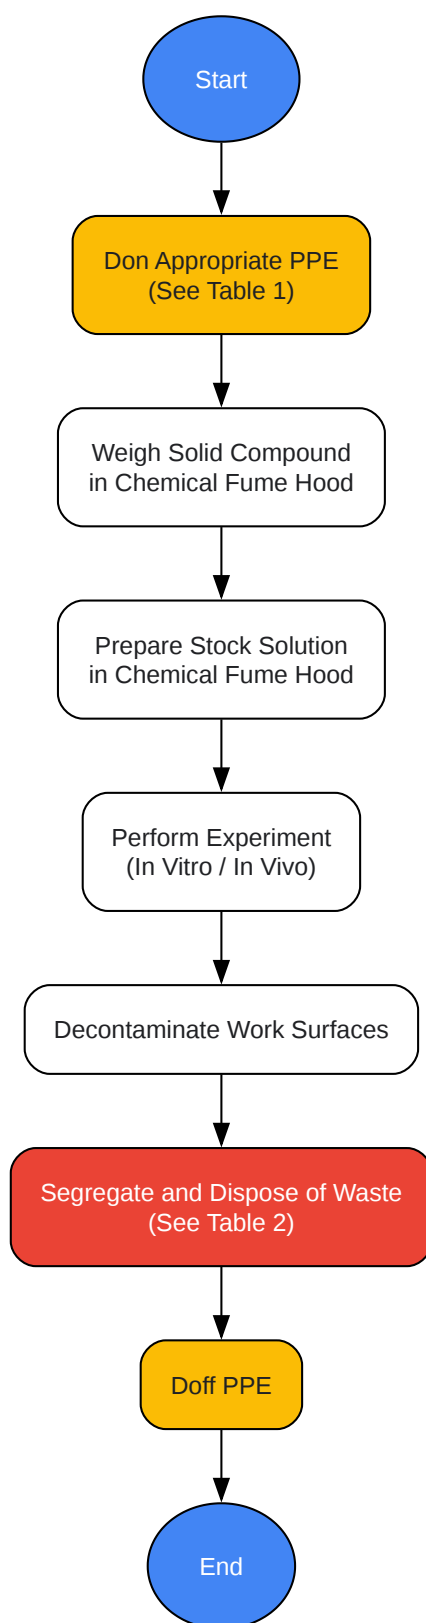 Start
Don Appropriate PPE
(See Table 1)
Weigh Solid Compound
in Chemical Fume Hood
Prepare Stock Solution
in Chemical Fume Hood
Perform Experiment
(In Vitro / In Vivo)
Decontaminate Work Surfaces
Segregate and Dispose of Waste
(See Table 2)
Doff PPE
End